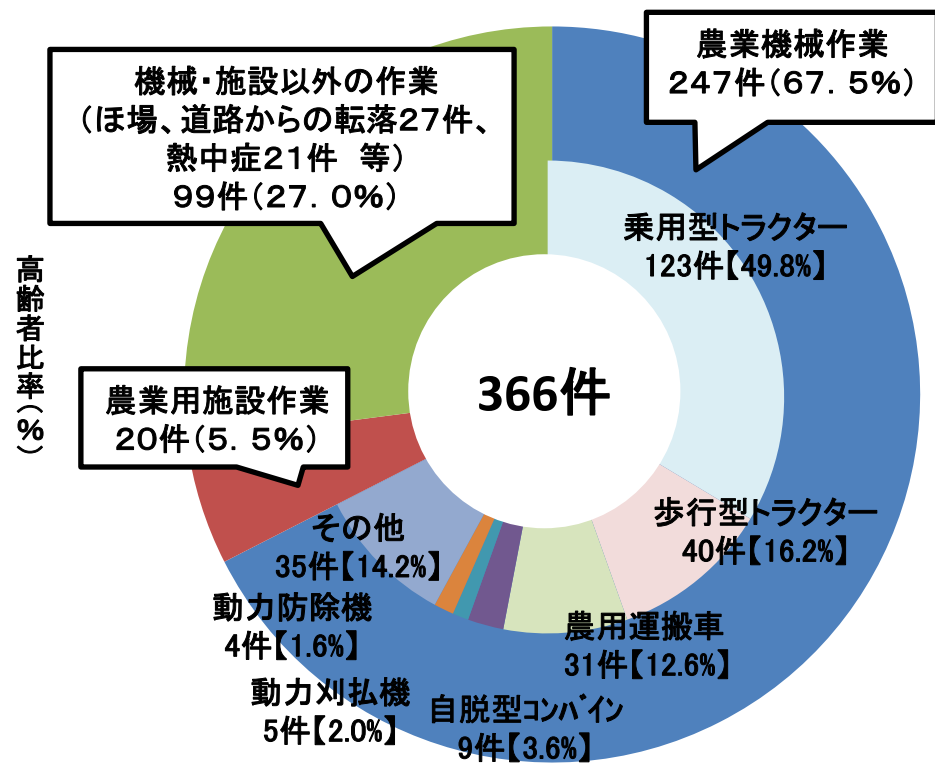 農業機械作業
247件(67.5%)
機械・施設以外の作業
(ほ場、道路からの転落27件、
熱中症21件 等)
99件(27.0%)
乗用型トラクター
123件【49.8%】
高齢者比率(%)
366件
農業用施設作業
20件(5.5%)
歩行型トラクター
40件【16.2%】
その他
35件【14.2%】
動力防除機
4件【1.6%】
農用運搬車
31件【12.6%】
動力刈払機
5件【2.0%】
自脱型コンバイン
9件【3.6%】